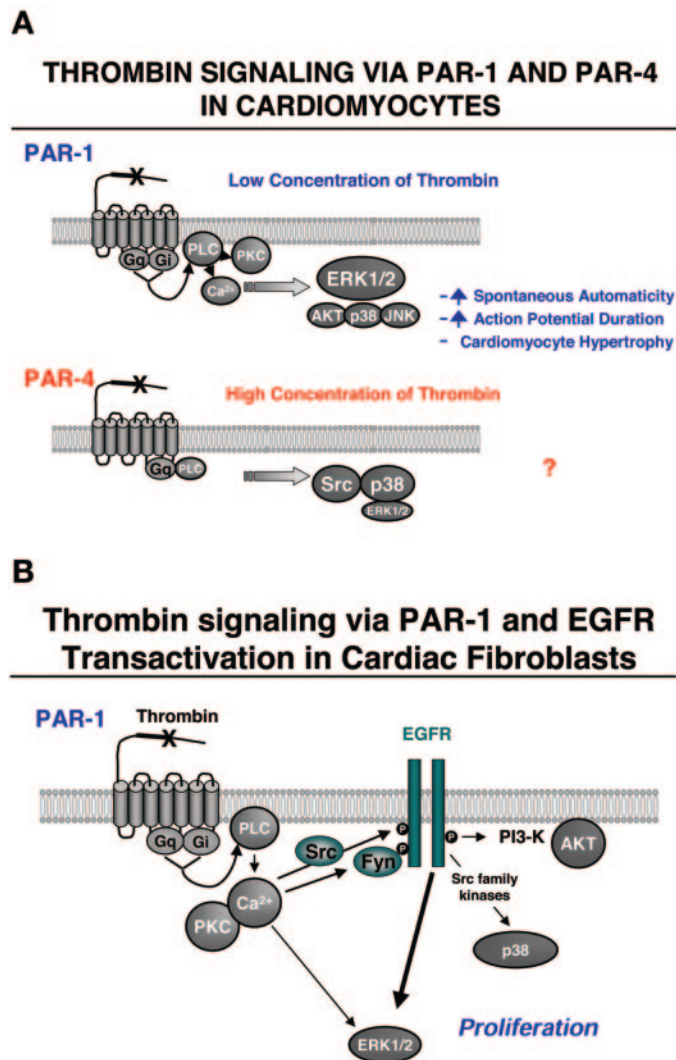 A
THROMBIN SIGNALING VIA PAR-1 AND PAR-4
IN CARDIOMYOCYTES
PAR-1
X
Low Concentration of Thrombin
Gq Gi
PLC
PKC
Ca2+
ERK1/2
AKT p38 JNK
- Spontaneous Automaticity
- Action Potential Duration
- Cardiomyocyte Hypertrophy
PAR-4
X
High Concentration of Thrombin
Gq PLC
Src p38
ERK1/2
?
B
Thrombin signaling via PAR-1 and EGFR
Transactivation in Cardiac Fibroblasts
PAR-1
Thrombin
X
EGFR
Gq Gi
PLC
Src
Fyn
P
P
P
PI3-K
AKT
Ca2+
PKC
Src family
kinases
p38
ERK1/2
Proliferation